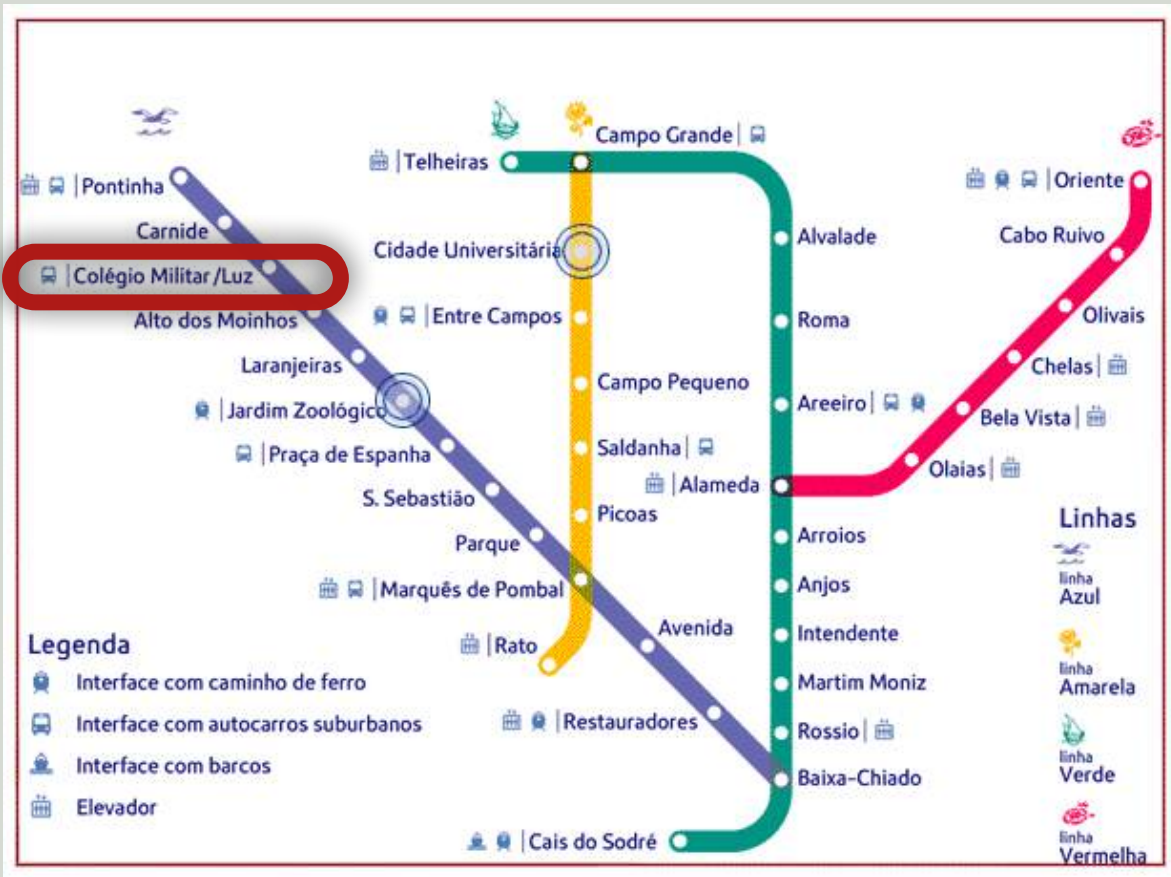 Campo Grande
Telheiras
Pontinha
Oriente
Carnide
Cidade Universitária
Alvalade
Cabo Ruivo
Colégio Militar/Luz
Alto dos Moinhos
Entre Campos
Roma
Olivais
Laranjeiras
Campo Pequeno
Chelas
Jardim Zoológico
Areeiro
Bela Vista
Praça de Espanha
Saldanha
Olaias
S. Sebastião
Alameda
Picoas
Parque
Arroios
Marquês de Pombal
Anjos
Avenida
Intendente
Rato
Martim Moniz
Restauradores
Rossio
Baixa-Chiado
Cais do Sodré
Legenda
Interface com caminho de ferro
Interface com autocarros suburbanos
Interface com barcos
Elevador
Linhas
linha
Azul
linha
Amarela
linha
Verde
linha
Vermelha